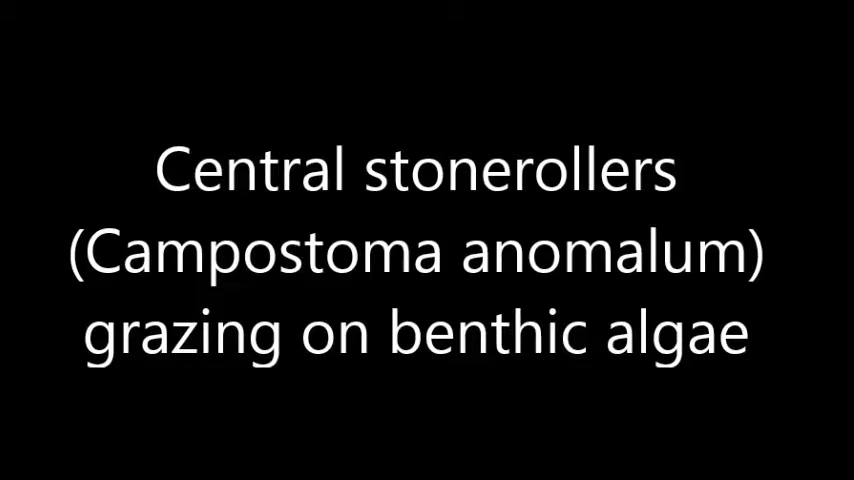 Central stonerollers
(Campostoma anomalum)
grazing on benthic algae